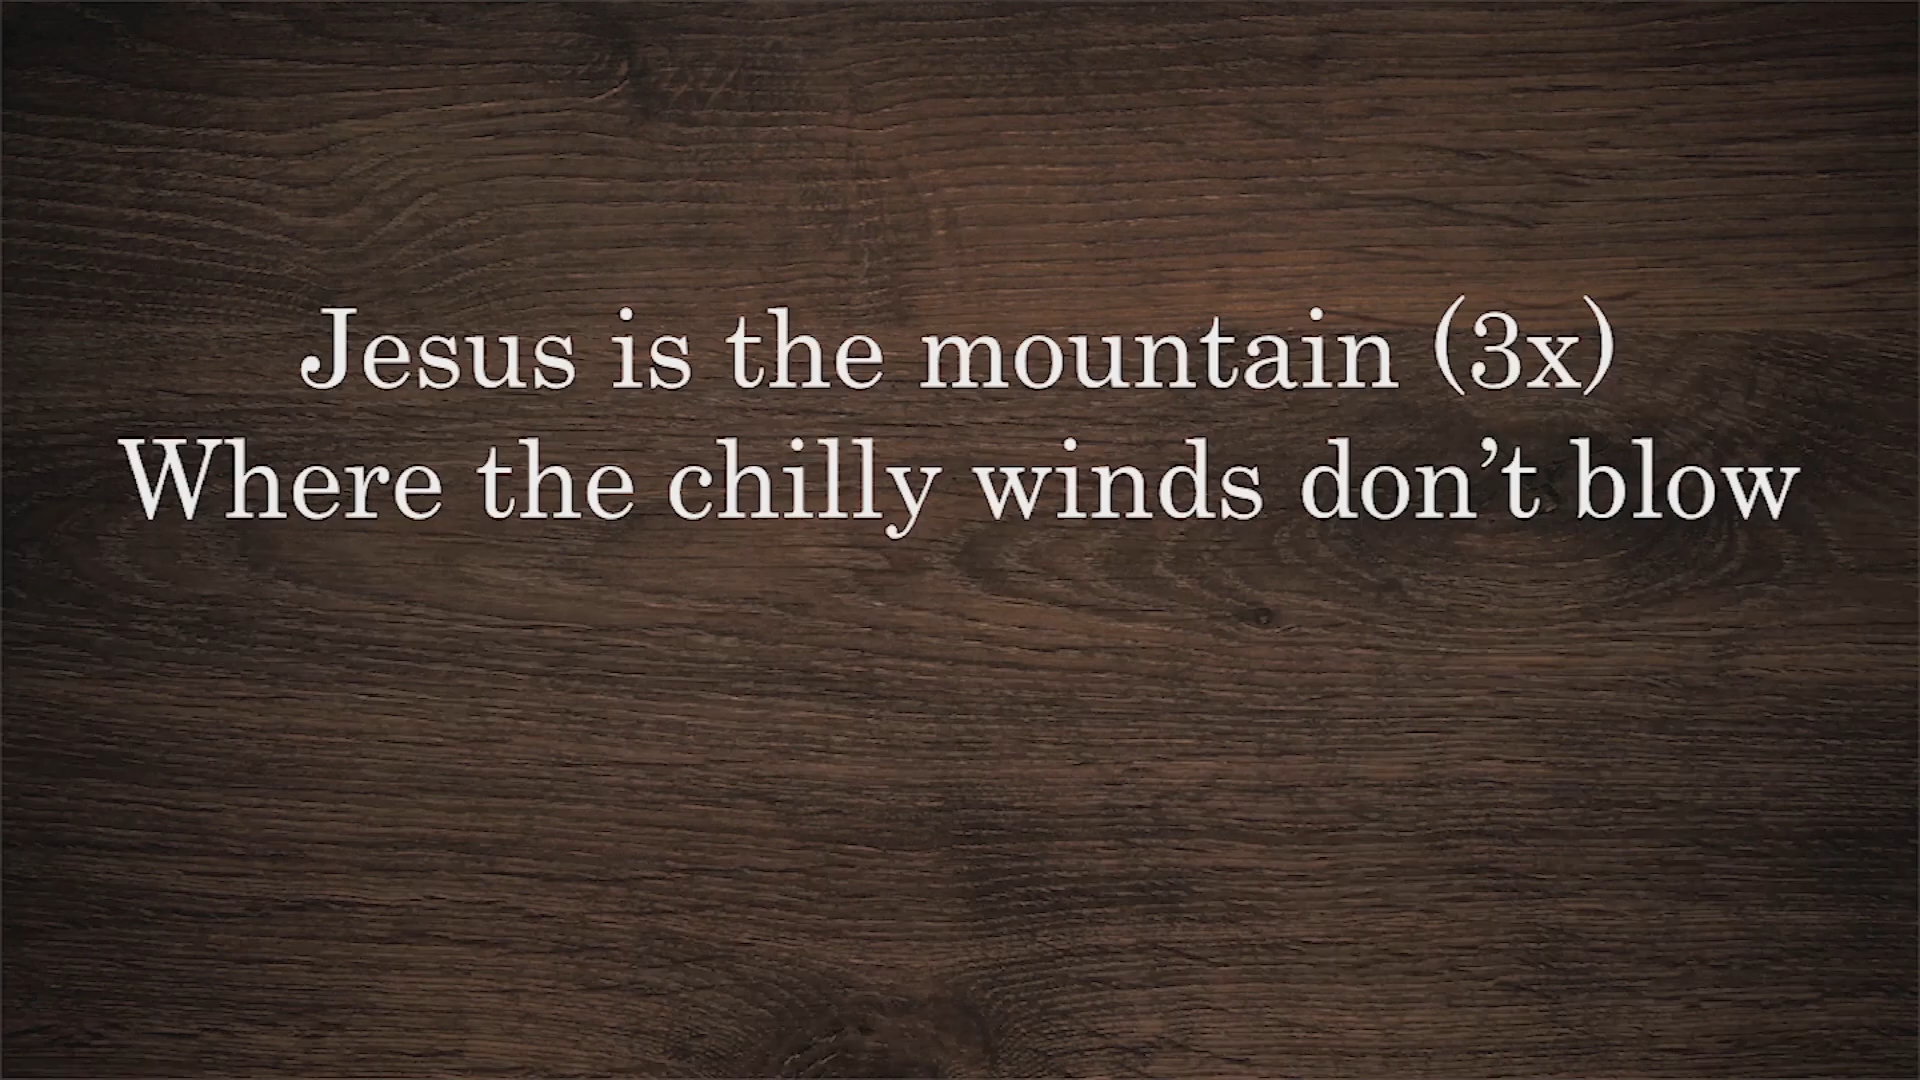 Jesus is the mountain (3x)
Where the chilly winds don’t blow